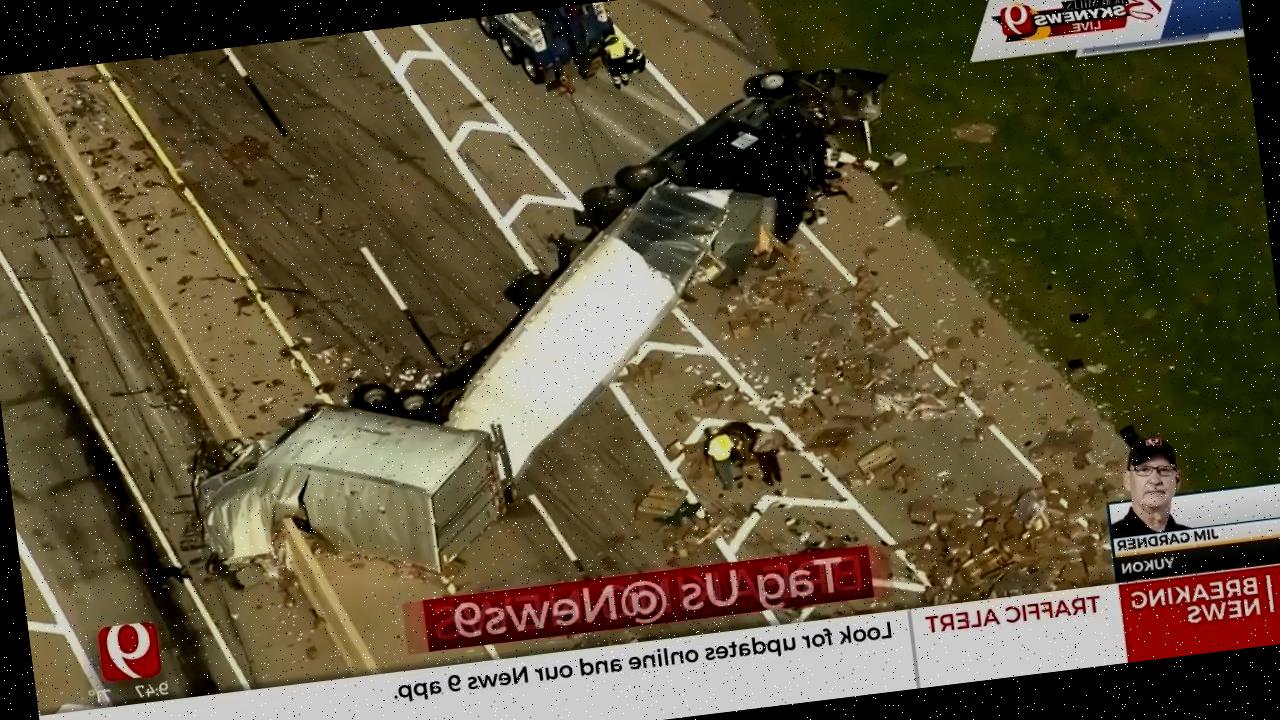 SKYNEWS 9
LIVE
JIM GARDNER
YUKON
BREAKING
NEWS
TRAFFIC ALERT
Tag Us @News9
Look for updates online and our News 9 app.
9
9:47